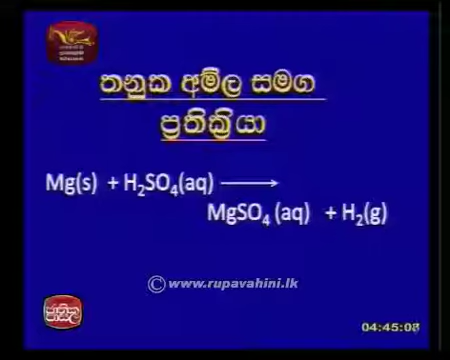 තනුක අම්ල සමග
ප්‍රතික්‍රියා
Mg(s) + H₂SO₄(aq) ⟶
MgSO₄ (aq) + H₂(g)
© www.rupavahini.lk
04:45:08